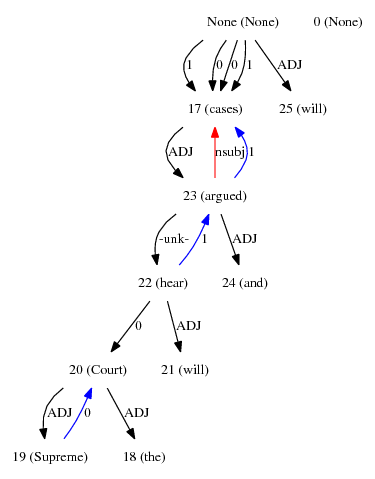 None (None) 0 (None)
1 0 0 1 ADJ
17 (cases) 25 (will)
ADJ nsubj 1
23 (argued)
-unk- 1 ADJ
22 (hear) 24 (and)
0 ADJ
20 (Court) 21 (will)
ADJ 0 ADJ
19 (Supreme) 18 (the)